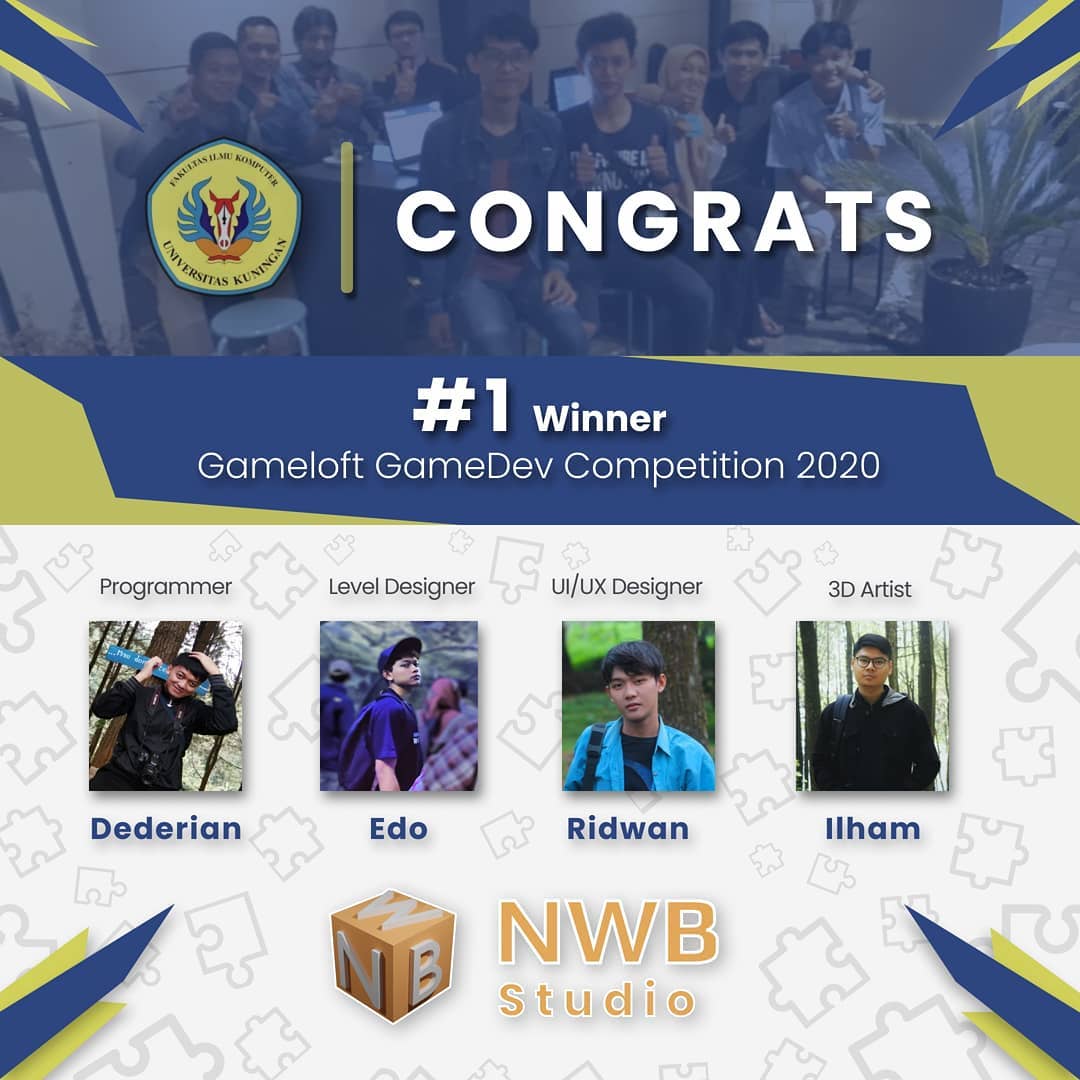 FAKULTAS ILMU KOMPUTER
UNIVERSITAS KUNINGAN
CONGRATS
#1 Winner
Gameloft GameDev Competition 2020
Programmer
Level Designer
UI/UX Designer
3D Artist
Dederian
Edo
Ridwan
Ilham
W
N B
NWB
Studio